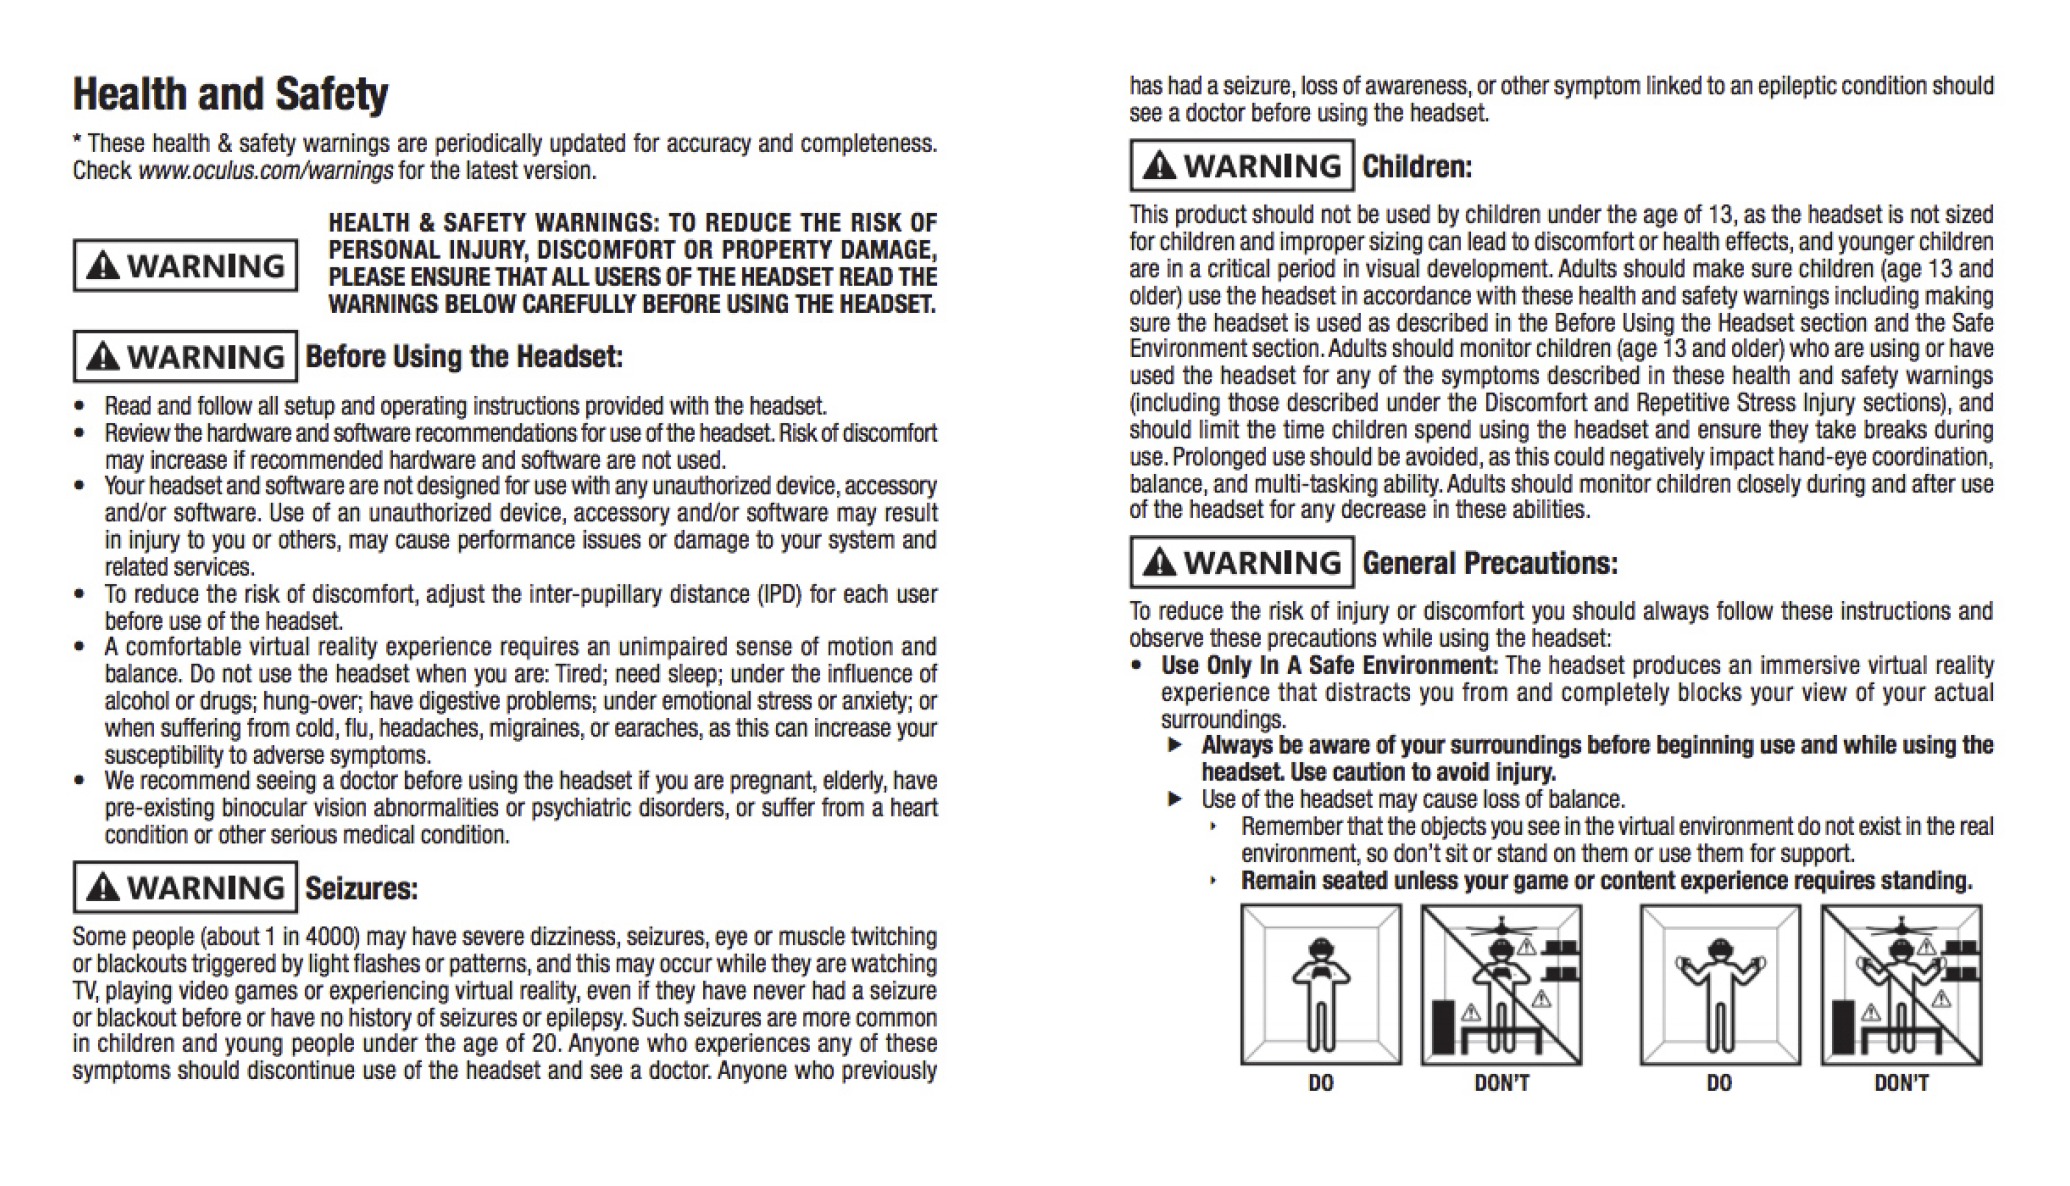 Health and Safety
* These health & safety warnings are periodically updated for accuracy and completeness.
Check www.oculus.com/warnings for the latest version.
WARNING
HEALTH & SAFETY WARNINGS: TO REDUCE THE RISK OF
PERSONAL INJURY, DISCOMFORT OR PROPERTY DAMAGE,
PLEASE ENSURE THAT ALL USERS OF THE HEADSET READ THE
WARNINGS BELOW CAREFULLY BEFORE USING THE HEADSET.
WARNING Before Using the Headset:
• Read and follow all setup and operating instructions provided with the headset.
• Review the hardware and software recommendations for use of the headset. Risk of discomfort
may increase if recommended hardware and software are not used.
• Your headset and software are not designed for use with any unauthorized device, accessory
and/or software. Use of an unauthorized device, accessory and/or software may result
in injury to you or others, may cause performance issues or damage to your system and
related services.
• To reduce the risk of discomfort, adjust the inter-pupillary distance (IPD) for each user
before use of the headset.
• A comfortable virtual reality experience requires an unimpaired sense of motion and
balance. Do not use the headset when you are: Tired; need sleep; under the influence of
alcohol or drugs; hung-over; have digestive problems; under emotional stress or anxiety; or
when suffering from cold, flu, headaches, migraines, or earaches, as this can increase your
susceptibility to adverse symptoms.
• We recommend seeing a doctor before using the headset if you are pregnant, elderly, have
pre-existing binocular vision abnormalities or psychiatric disorders, or suffer from a heart
condition or other serious medical condition.
WARNING Seizures:
Some people (about 1 in 4000) may have severe dizziness, seizures, eye or muscle twitching
or blackouts triggered by light flashes or patterns, and this may occur while they are watching
TV, playing video games or experiencing virtual reality, even if they have never had a seizure
or blackout before or have no history of seizures or epilepsy. Such seizures are more common
in children and young people under the age of 20. Anyone who experiences any of these
symptoms should discontinue use of the headset and see a doctor. Anyone who previously
has had a seizure, loss of awareness, or other symptom linked to an epileptic condition should
see a doctor before using the headset.
WARNING Children:
This product should not be used by children under the age of 13, as the headset is not sized
for children and improper sizing can lead to discomfort or health effects, and younger children
are in a critical period in visual development. Adults should make sure children (age 13 and
older) use the headset in accordance with these health and safety warnings including making
sure the headset is used as described in the Before Using the Headset section and the Safe
Environment section. Adults should monitor children (age 13 and older) who are using or have
used the headset for any of the symptoms described in these health and safety warnings
(including those described under the Discomfort and Repetitive Stress Injury sections), and
should limit the time children spend using the headset and ensure they take breaks during
use. Prolonged use should be avoided, as this could negatively impact hand-eye coordination,
balance, and multi-tasking ability. Adults should monitor children closely during and after use
of the headset for any decrease in these abilities.
WARNING General Precautions:
To reduce the risk of injury or discomfort you should always follow these instructions and
observe these precautions while using the headset:
• Use Only In A Safe Environment: The headset produces an immersive virtual reality
experience that distracts you from and completely blocks your view of your actual
surroundings.
▶ Always be aware of your surroundings before beginning use and while using the
headset. Use caution to avoid injury.
▶ Use of the headset may cause loss of balance.
‣ Remember that the objects you see in the virtual environment do not exist in the real
environment, so don't sit or stand on them or use them for support.
‣ Remain seated unless your game or content experience requires standing.
DO DON'T DO DON'T